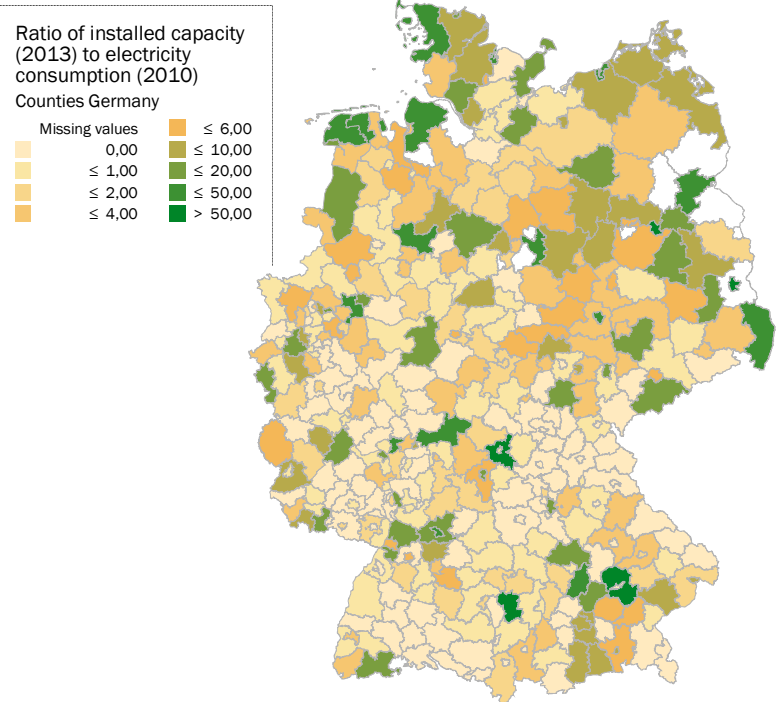 Ratio of installed capacity
(2013) to electricity
consumption (2010)
Counties Germany
Missing values
0,00
≤ 1,00
≤ 2,00
≤ 4,00
≤ 6,00
≤ 10,00
≤ 20,00
≤ 50,00
> 50,00